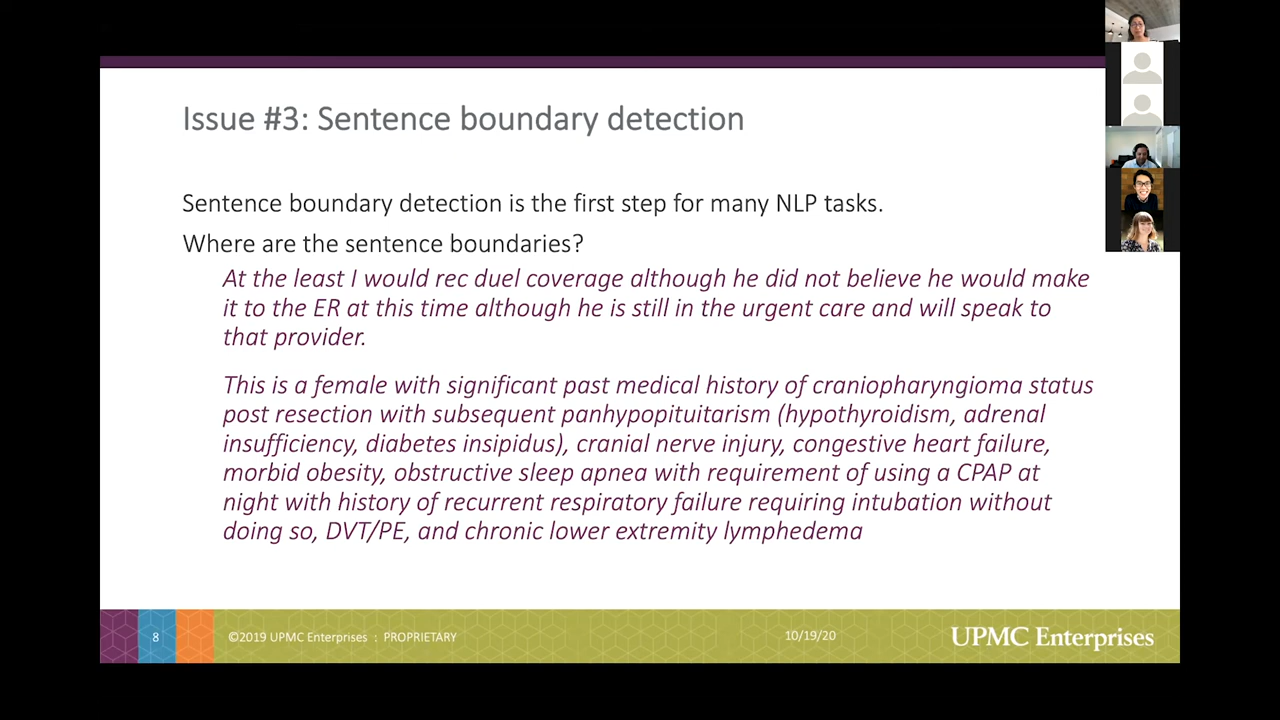 Issue #3: Sentence boundary detection
Sentence boundary detection is the first step for many NLP tasks.
Where are the sentence boundaries?
At the least I would rec duel coverage although he did not believe he would make
it to the ER at this time although he is still in the urgent care and will speak to
that provider.
This is a female with significant past medical history of craniopharyngioma status
post resection with subsequent panhypopituitarism (hypothyroidism, adrenal
insufficiency, diabetes insipidus), cranial nerve injury, congestive heart failure,
morbid obesity, obstructive sleep apnea with requirement of using a CPAP at
night with history of recurrent respiratory failure requiring intubation without
doing so, DVT/PE, and chronic lower extremity lymphedema
8 ©2019 UPMC Enterprises : PROPRIETARY 10/19/20 UPMC Enterprises